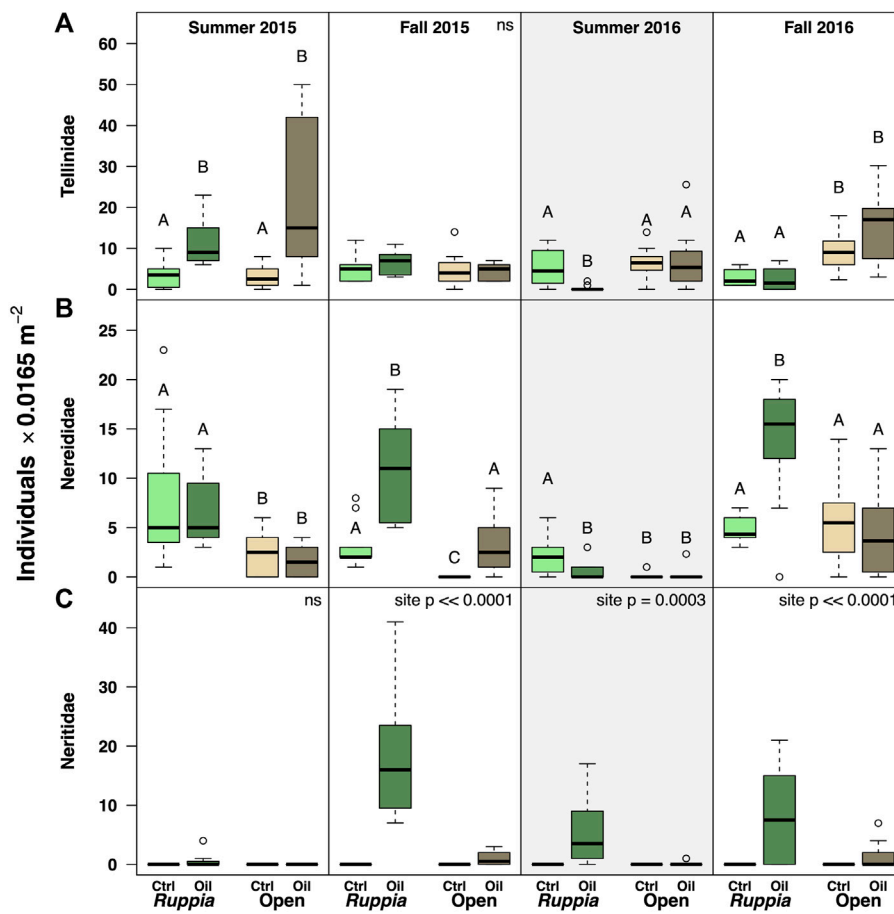 A
Summer 2015 Fall 2015 ns Summer 2016 Fall 2016
60
50
40
30
20
10
0
Tellinidae
A B A B
A B A A
A A B B
B
25
20
15
10
5
0
Nereididae
A A B B
A B C A
A B B B
A B A A
C
ns site p << 0.0001 site p = 0.0003 site p << 0.0001
40
30
20
10
0
Neritidae
Individuals × 0.0165 m−2
Ctrl Oil Ctrl Oil Ctrl Oil Ctrl Oil Ctrl Oil Ctrl Oil Ctrl Oil Ctrl Oil
Ruppia Open Ruppia Open Ruppia Open Ruppia Open